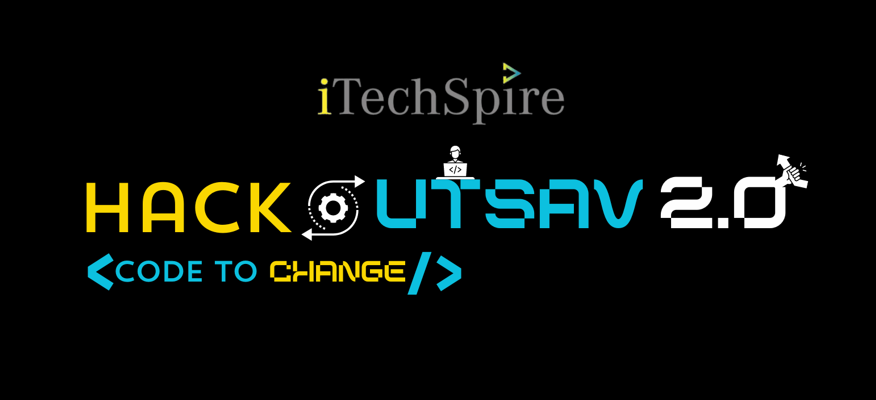 iTechSpire
HACK UTSAV 2.0
</>
<CODE TO CHANGE/>